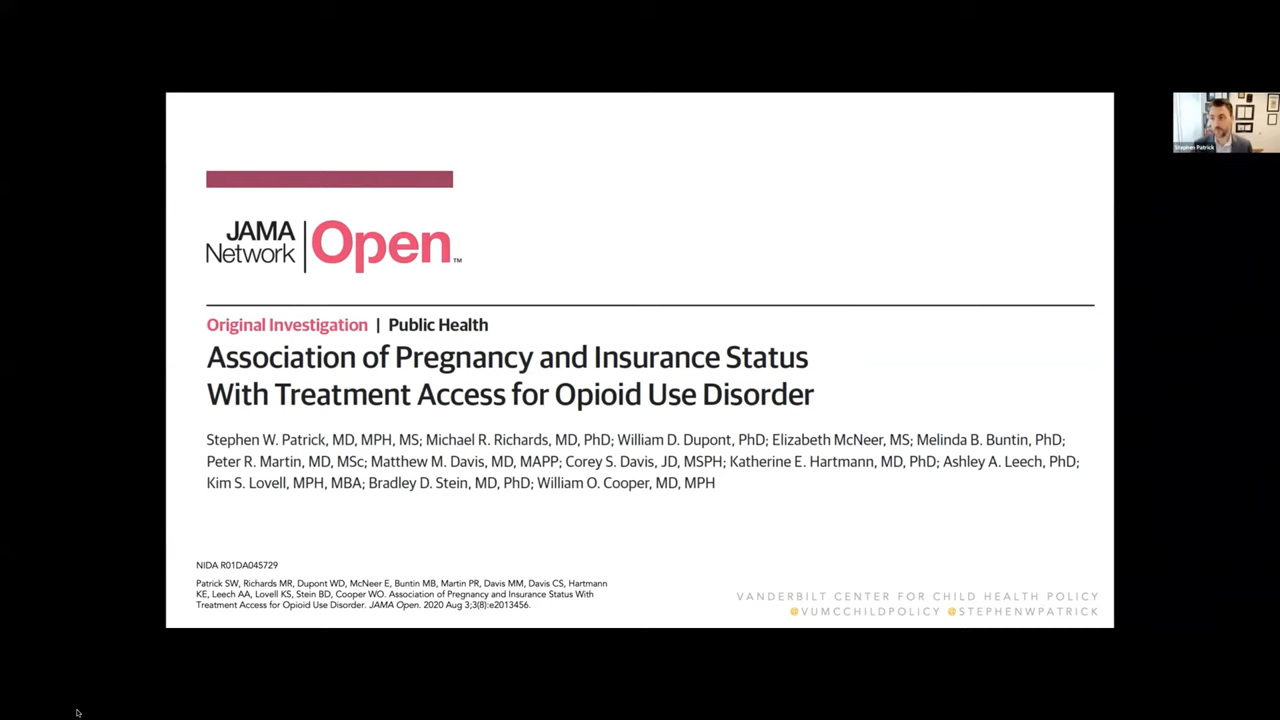 JAMA
Network
Open™
Original Investigation | Public Health
Association of Pregnancy and Insurance Status
With Treatment Access for Opioid Use Disorder
Stephen W. Patrick, MD, MPH, MS; Michael R. Richards, MD, PhD; William D. Dupont, PhD; Elizabeth McNeer, MS; Melinda B. Buntin, PhD;
Peter R. Martin, MD, MSc; Matthew M. Davis, MD, MAPP; Corey S. Davis, JD, MSPH; Katherine E. Hartmann, MD, PhD; Ashley A. Leech, PhD;
Kim S. Lovell, MPH, MBA; Bradley D. Stein, MD, PhD; William O. Cooper, MD, MPH
NIDA R01DA045729
Patrick SW, Richards MR, Dupont WD, McNeer E, Buntin MB, Martin PR, Davis MM, Davis CS, Hartmann
KE, Leech AA, Lovell KS, Stein BD, Cooper WO. Association of Pregnancy and Insurance Status With
Treatment Access for Opioid Use Disorder. JAMA Open. 2020 Aug 3;3(8):e2013456.
VANDERBILT CENTER FOR CHILD HEALTH POLICY
@VUMCCHILDPOLICY @STEPHENWPATRICK
Stephen Patrick